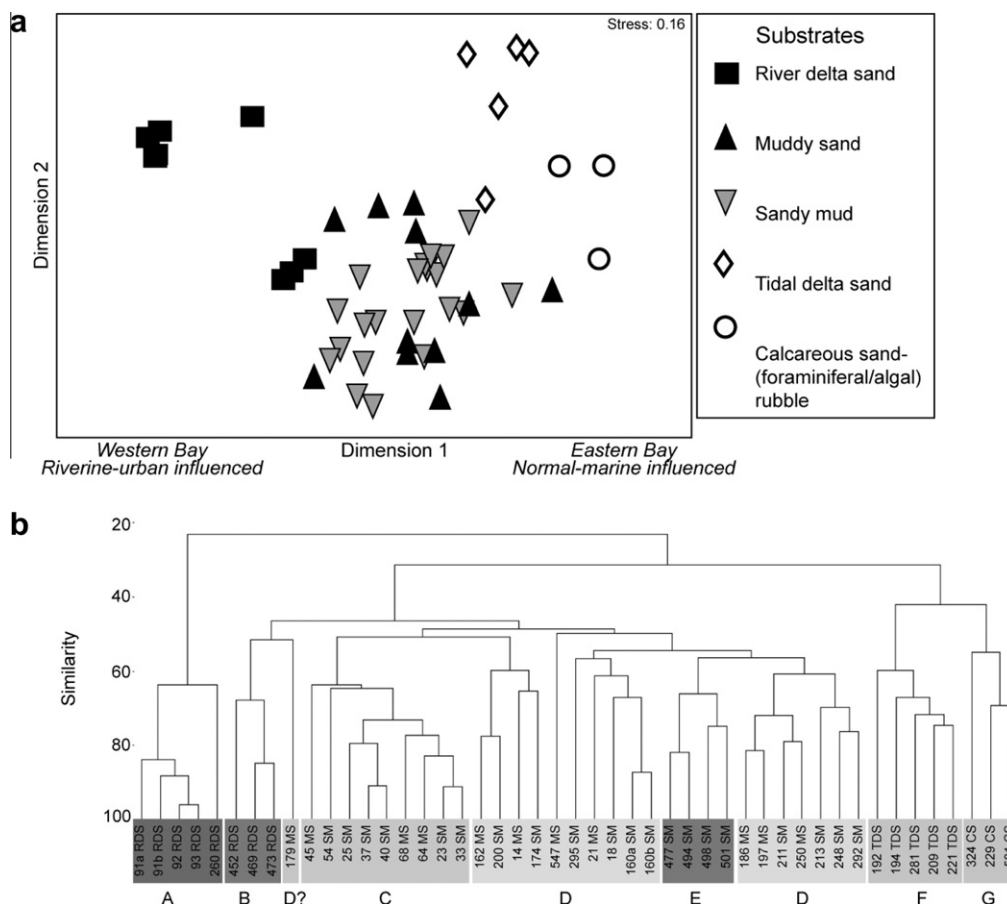 a
Stress: 0.16
Dimension 2
Western Bay
Riverine-urban influenced
Dimension 1
Eastern Bay
Normal-marine influenced
Substrates
River delta sand
Muddy sand
Sandy mud
Tidal delta sand
Calcareous sand-
(foraminiferal/algal)
rubble
b
Similarity
20
40
60
80
100
91a RDS
91b RDS
92 RDS
93 RDS
260 RDS
452 RDS
469 RDS
473 RDS
179 MS
45 MS
54 SM
25 SM
37 SM
40 SM
68 MS
64 MS
23 SM
33 SM
162 MS
200 SM
14 MS
174 SM
547 MS
295 SM
21 MS
18 SM
160a SM
160b SM
477 SM
494 SM
498 SM
501 SM
186 MS
197 MS
211 SM
250 MS
213 SM
248 SM
292 SM
192 TDS
194 TDS
281 TDS
209 TDS
221 TDS
324 CS
229 CS
A B D? C D E D F G